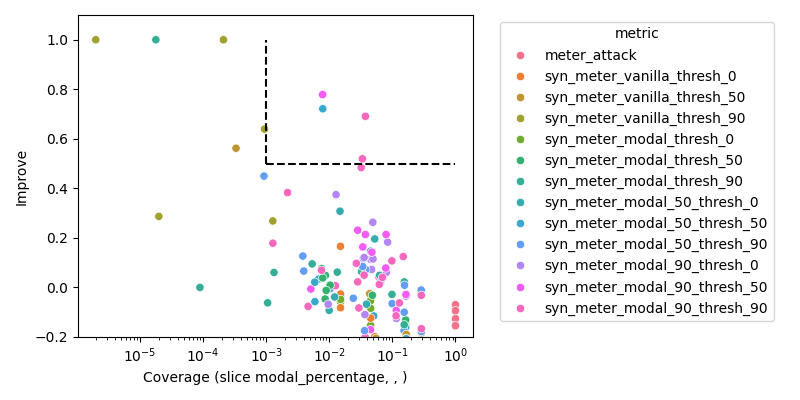 1.0
0.8
0.6
0.4
0.2
0.0
−0.2
Improve
10⁻⁵ 10⁻⁴ 10⁻³ 10⁻² 10⁻¹ 10⁰
Coverage (slice modal_percentage, , )
metric
meter_attack
syn_meter_vanilla_thresh_0
syn_meter_vanilla_thresh_50
syn_meter_vanilla_thresh_90
syn_meter_modal_thresh_0
syn_meter_modal_thresh_50
syn_meter_modal_thresh_90
syn_meter_modal_50_thresh_0
syn_meter_modal_50_thresh_50
syn_meter_modal_50_thresh_90
syn_meter_modal_90_thresh_0
syn_meter_modal_90_thresh_50
syn_meter_modal_90_thresh_90